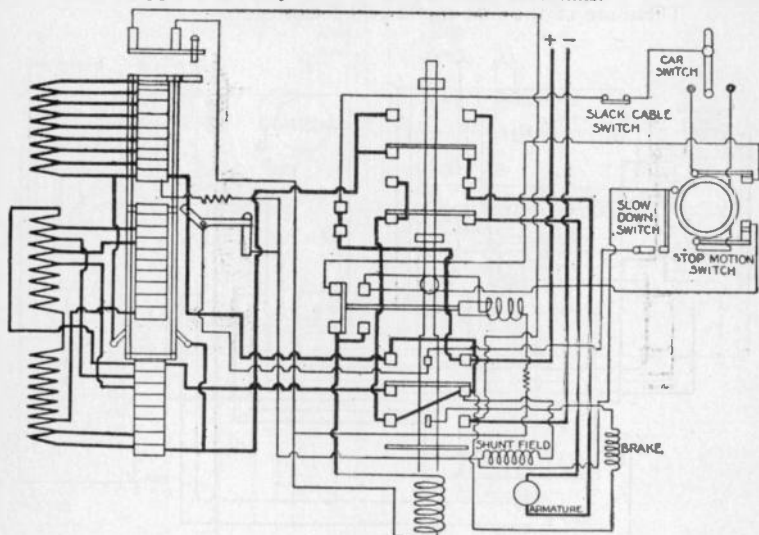 + −
CAR
SWITCH
SLACK CABLE
SWITCH
SLOW
DOWN
SWITCH
STOP MOTION
SWITCH
SHUNT FIELD
BRAKE
ARMATURE